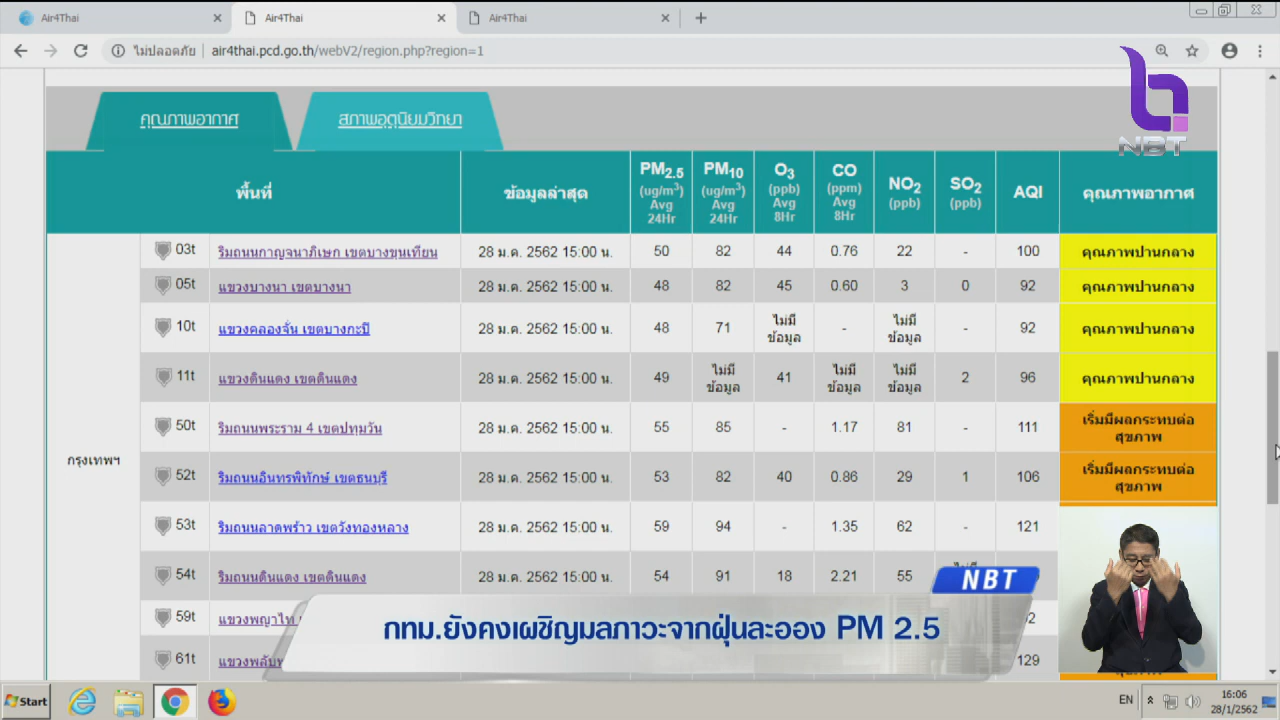 Air4Thai
Air4Thai
Air4Thai
ไม่ปลอดภัย | air4thai.pcd.go.th/webV2/region.php?region=1
NBT
คุณภาพอากาศ สภาพอุตุนิยมวิทยา
พื้นที่ ข้อมูลล่าสุด PM2.5 (ug/m3) Avg 24Hr PM10 (ug/m3) Avg 24Hr O3 (ppb) Avg 8Hr CO (ppm) Avg 8Hr NO2 (ppb) SO2 (ppb) AQI คุณภาพอากาศ
กรุงเทพฯ
03t ริมถนนกาญจนาภิเษก เขตบางขุนเทียน 28 ม.ค. 2562 15:00 น. 50 82 44 0.76 22 - 100 คุณภาพปานกลาง
05t แขวงบางนา เขตบางนา 28 ม.ค. 2562 15:00 น. 48 82 45 0.60 3 0 92 คุณภาพปานกลาง
10t แขวงคลองจั่น เขตบางกะปิ 28 ม.ค. 2562 15:00 น. 48 71 ไม่มีข้อมูล - ไม่มีข้อมูล - 92 คุณภาพปานกลาง
11t แขวงดินแดง เขตดินแดง 28 ม.ค. 2562 15:00 น. 49 ไม่มีข้อมูล 41 ไม่มีข้อมูล ไม่มีข้อมูล 2 96 คุณภาพปานกลาง
50t ริมถนนพระราม 4 เขตปทุมวัน 28 ม.ค. 2562 15:00 น. 55 85 - 1.17 81 - 111 เริ่มมีผลกระทบต่อสุขภาพ
52t ริมถนนอินทรพิทักษ์ เขตธนบุรี 28 ม.ค. 2562 15:00 น. 53 82 40 0.86 29 1 106 เริ่มมีผลกระทบต่อสุขภาพ
53t ริมถนนลาดพร้าว เขตวังทองหลาง 28 ม.ค. 2562 15:00 น. 59 94 - 1.35 62 - 121
54t ริมถนนดินแดง เขตดินแดง 28 ม.ค. 2562 15:00 น. 54 91 18 2.21 55
59t แขวงพญาไท
61t 129
NBT
กทม.ยังคงเผชิญมลภาวะจากฝุ่นละออง PM 2.5
Start
EN
16:06
28/1/2562